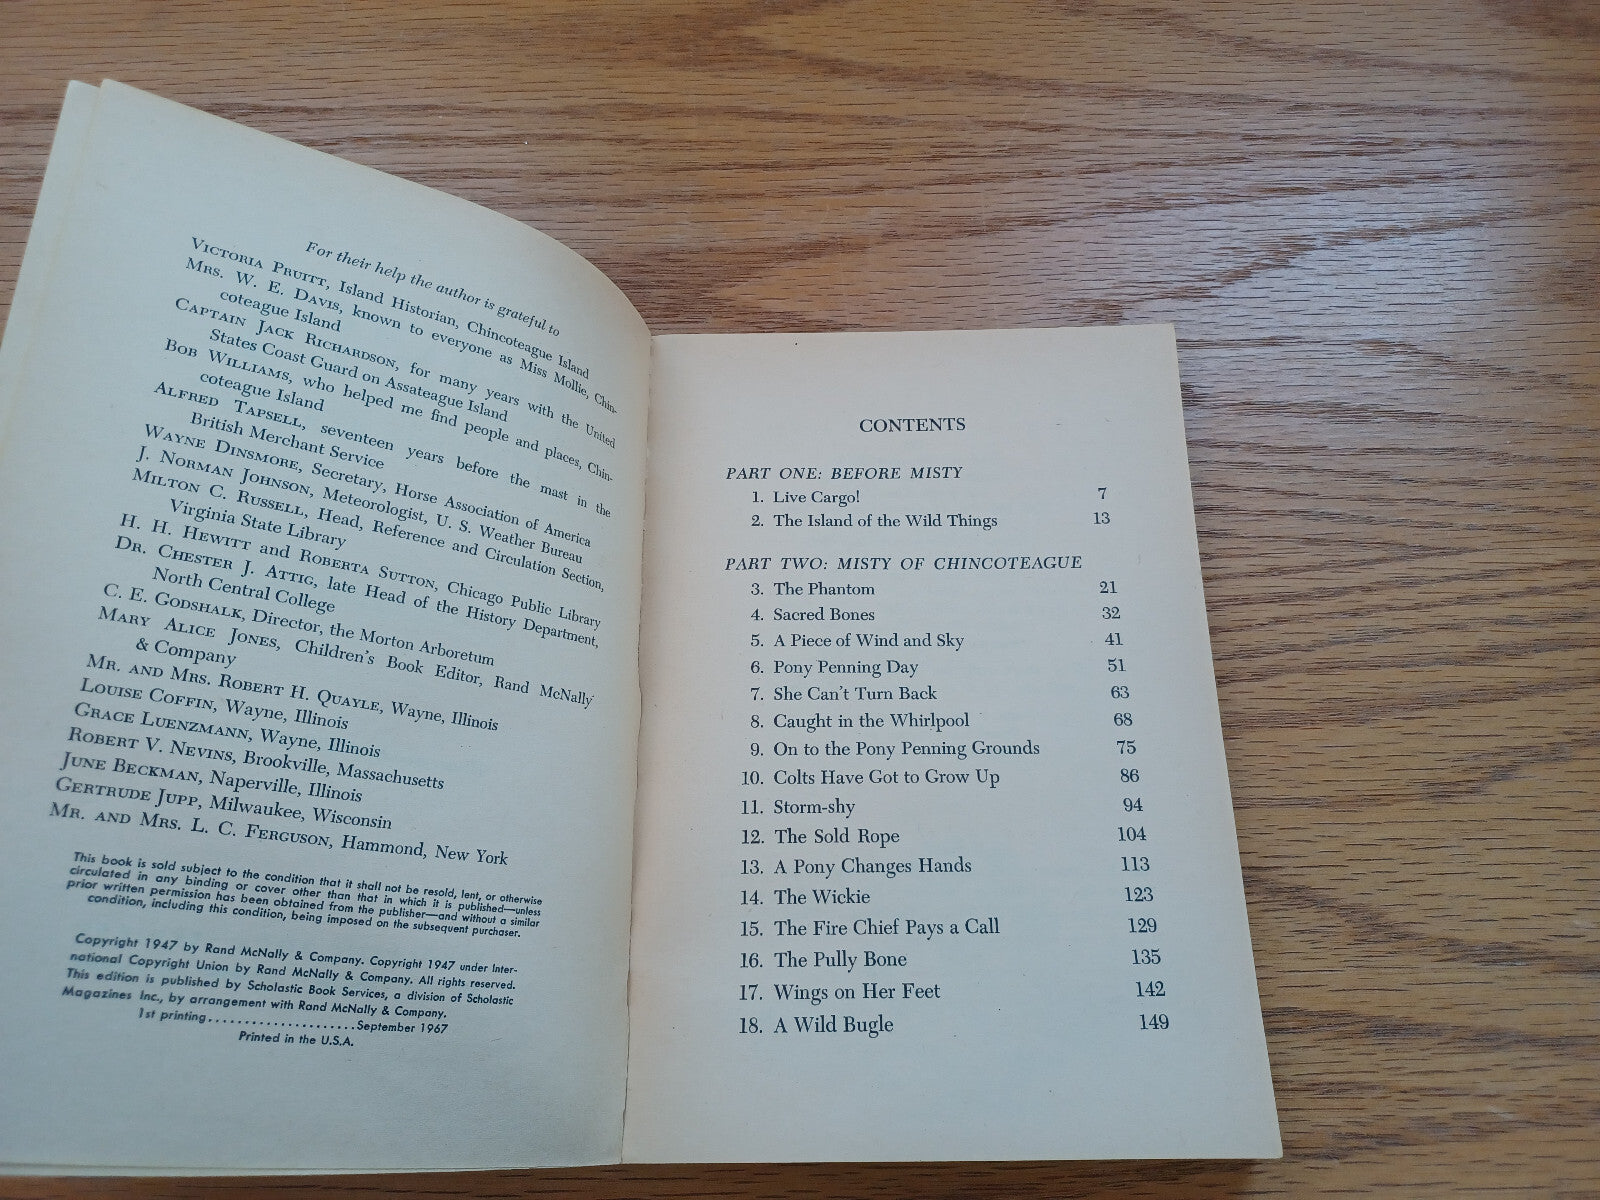 For their help the author is grateful to
VICTORIA PRUITT, Island Historian, Chincoteague Island
MRS. W. E. DAVIS, known to everyone as Miss Mollie, Chin-
coteague Island
CAPTAIN JACK RICHARDSON, for many years with the United
States Coast Guard on Assateague Island
BOB WILLIAMS, who helped me find people and places, Chin-
coteague Island
ALFRED TAPSELL, seventeen years before the mast in the
British Merchant Service
WAYNE DINSMORE, Secretary, Horse Association of America
J. NORMAN JOHNSON, Meteorologist, U. S. Weather Bureau
MILTON C. RUSSELL, Head, Reference and Circulation Section,
Virginia State Library
H. H. HEWITT and ROBERTA SUTTON, Chicago Public Library
DR. CHESTER J. ATTIG, late Head of the History Department,
North Central College
C. E. GODSHALK, Director, the Morton Arboretum
MARY ALICE JONES, Children's Book Editor, Rand McNally
& Company
MR. AND MRS. ROBERT H. QUAYLE, Wayne, Illinois
LOUISE COFFIN, Wayne, Illinois
GRACE LUENZMANN, Wayne, Illinois
ROBERT V. NEVINS, Brookville, Massachusetts
JUNE BECKMAN, Naperville, Illinois
GERTRUDE JUPP, Milwaukee, Wisconsin
MR. AND MRS. L. C. FERGUSON, Hammond, New York
This book is sold subject to the condition that it shall not be resold, lent, or otherwise
circulated in any binding or cover other than that in which it is published—unless
prior written permission has been obtained from the publisher—and without a similar
condition, including this condition, being imposed on the subsequent purchaser.
Copyright 1947 by Rand McNally & Company. Copyright 1947 under Inter-
national Copyright Union by Rand McNally & Company. All rights reserved.
This edition is published by Scholastic Book Services, a division of Scholastic
Magazines Inc., by arrangement with Rand McNally & Company.
1st printing.....................September 1967
Printed in the U.S.A.
CONTENTS
PART ONE: BEFORE MISTY
1. Live Cargo! 7
2. The Island of the Wild Things 13
PART TWO: MISTY OF CHINCOTEAGUE
3. The Phantom 21
4. Sacred Bones 32
5. A Piece of Wind and Sky 41
6. Pony Penning Day 51
7. She Can't Turn Back 63
8. Caught in the Whirlpool 68
9. On to the Pony Penning Grounds 75
10. Colts Have Got to Grow Up 86
11. Storm-shy 94
12. The Sold Rope 104
13. A Pony Changes Hands 113
14. The Wickie 123
15. The Fire Chief Pays a Call 129
16. The Pully Bone 135
17. Wings on Her Feet 142
18. A Wild Bugle 149